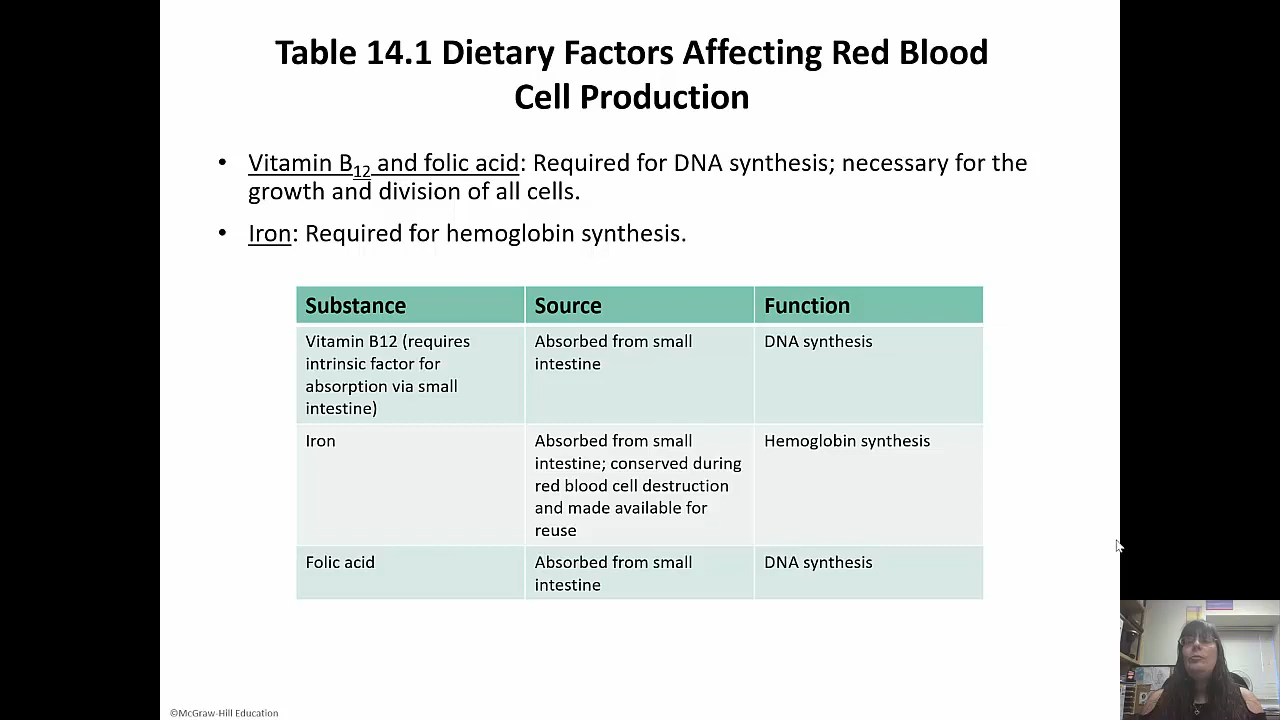 Table 14.1 Dietary Factors Affecting Red Blood
Cell Production
• Vitamin B12 and folic acid: Required for DNA synthesis; necessary for the
growth and division of all cells.
• Iron: Required for hemoglobin synthesis.
Substance Source Function
Vitamin B12 (requires
intrinsic factor for
absorption via small
intestine)
Absorbed from small
intestine
DNA synthesis
Iron
Absorbed from small
intestine; conserved during
red blood cell destruction
and made available for
reuse
Hemoglobin synthesis
Folic acid
Absorbed from small
intestine
DNA synthesis
©McGraw-Hill Education